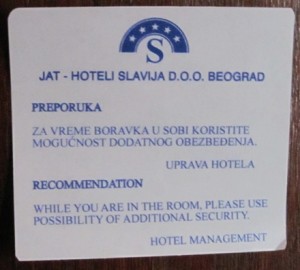 S
JAT - HOTELI SLAVIJA D.O.O. BEOGRAD
PREPORUKA
ZA VREME BORAVKA U SOBI KORISTITE
MOGUĆNOST DODATNOG OBEZBEĐENJA.
UPRAVA HOTELA
RECOMMENDATION
WHILE YOU ARE IN THE ROOM, PLEASE USE
POSSIBILITY OF ADDITIONAL SECURITY.
HOTEL MANAGEMENT